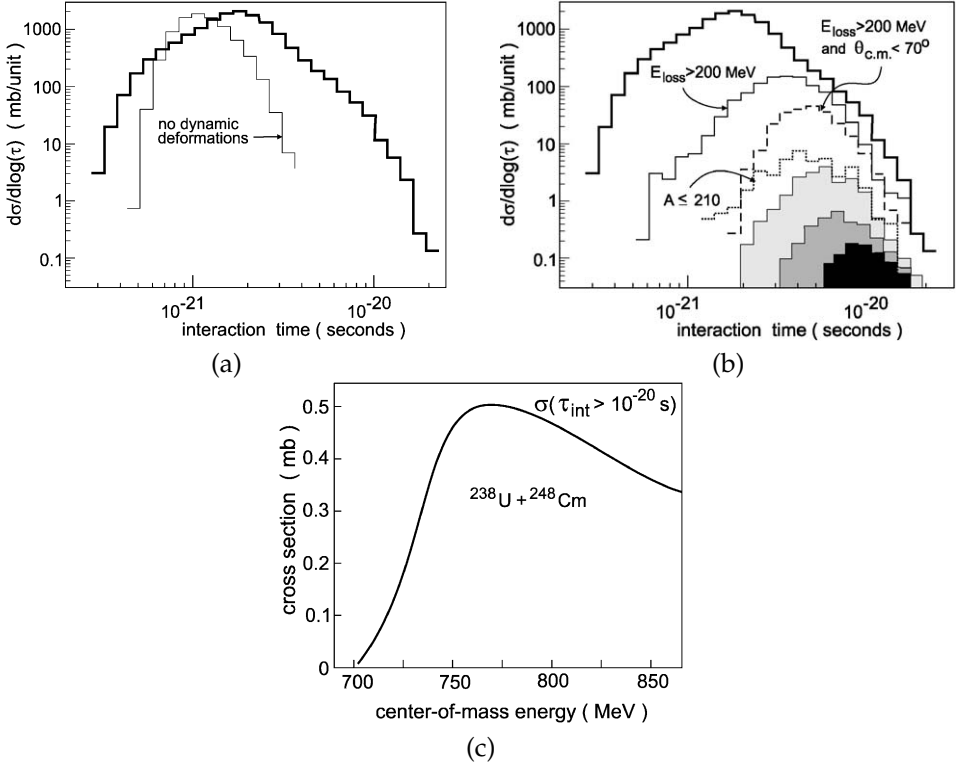 (a)
dσ/dlog(τ) ( mb/unit)
1000
100
10
1
0.1
no dynamic
deformations
10⁻²¹ 10⁻²⁰
interaction time ( seconds )
(a)
(b)
dσ/dlog(τ) ( mb/unit)
1000
100
10
1
0.1
E_loss>200 MeV
and θ_c.m.< 70°
E_loss>200 MeV
A ≤ 210
10⁻²¹ 10⁻²⁰
interaction time ( seconds )
(b)
cross section ( mb )
0.5
0.4
0.3
0.2
0.1
0
σ( τ_int > 10⁻²⁰ s)
²³⁸U + ²⁴⁸Cm
700 750 800 850
center-of-mass energy ( MeV )
(c)